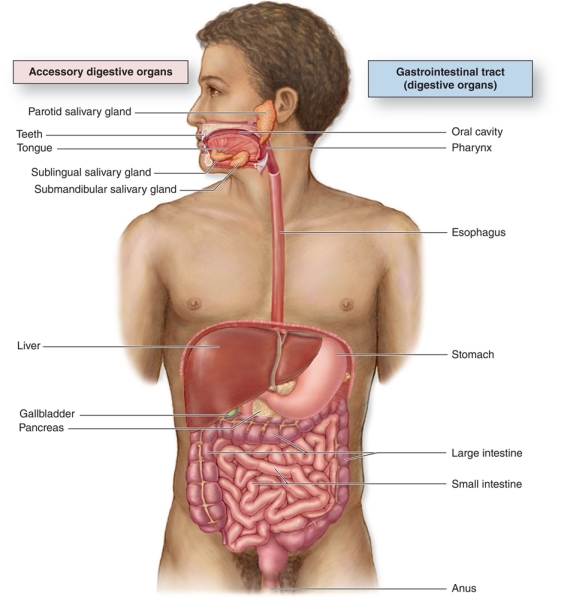 Accessory digestive organs
Gastrointestinal tract
(digestive organs)
Parotid salivary gland
Teeth
Tongue
Sublingual salivary gland
Submandibular salivary gland
Oral cavity
Pharynx
Esophagus
Liver
Stomach
Gallbladder
Pancreas
Large intestine
Small intestine
Anus